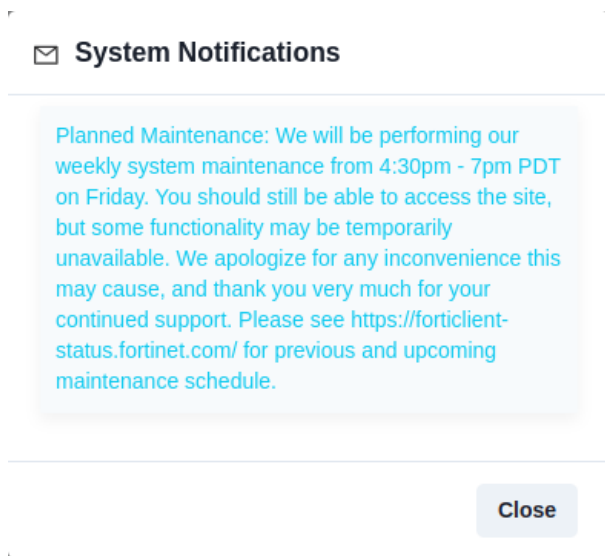 System Notifications
Planned Maintenance: We will be performing our
weekly system maintenance from 4:30pm - 7pm PDT
on Friday. You should still be able to access the site,
but some functionality may be temporarily
unavailable. We apologize for any inconvenience this
may cause, and thank you very much for your
continued support. Please see https://forticlient-
status.fortinet.com/ for previous and upcoming
maintenance schedule.
Close